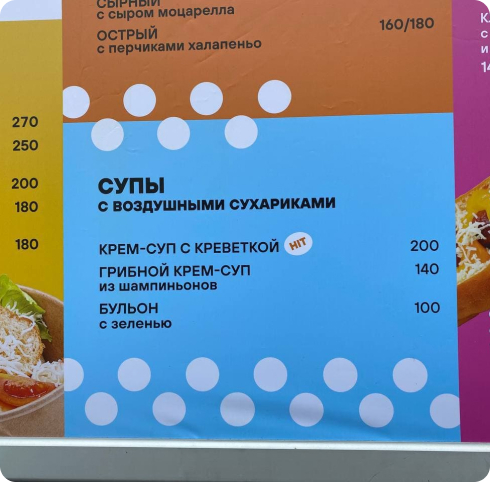 СЫРНЫЙ
с сыром моцарелла
ОСТРЫЙ 160/180
с перчиками халапеньо
270
250
200
180
180
СУПЫ
С ВОЗДУШНЫМИ СУХАРИКАМИ
КРЕМ-СУП С КРЕВЕТКОЙ HIT 200
ГРИБНОЙ КРЕМ-СУП 140
из шампиньонов
БУЛЬОН 100
с зеленью
с
и